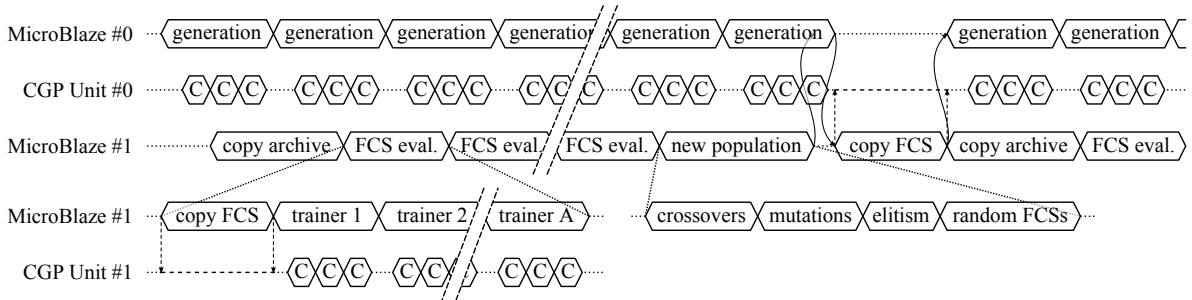 MicroBlaze #0 generation generation generation generation generation generation generation generation
CGP Unit #0 C C C C C C C C C C C C C C C C C C C C C C C C
MicroBlaze #1 copy archive FCS eval. FCS eval. FCS eval. new population copy FCS copy archive FCS eval.
MicroBlaze #1 copy FCS trainer 1 trainer 2 trainer A crossovers mutations elitism random FCSs
CGP Unit #1 C C C C C C C C C